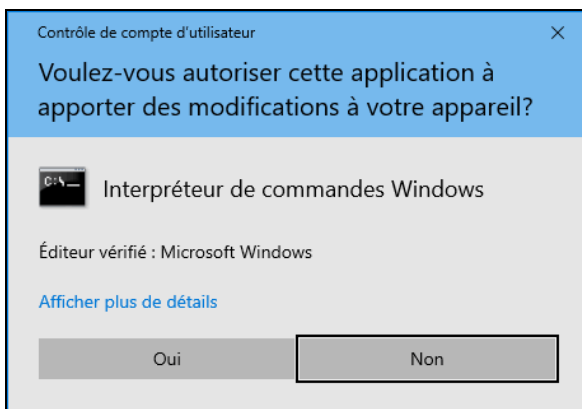 Contrôle de compte d'utilisateur
Voulez-vous autoriser cette application à
apporter des modifications à votre appareil?
C:\_
Interpréteur de commandes Windows
Éditeur vérifié : Microsoft Windows
Afficher plus de détails
Oui
Non